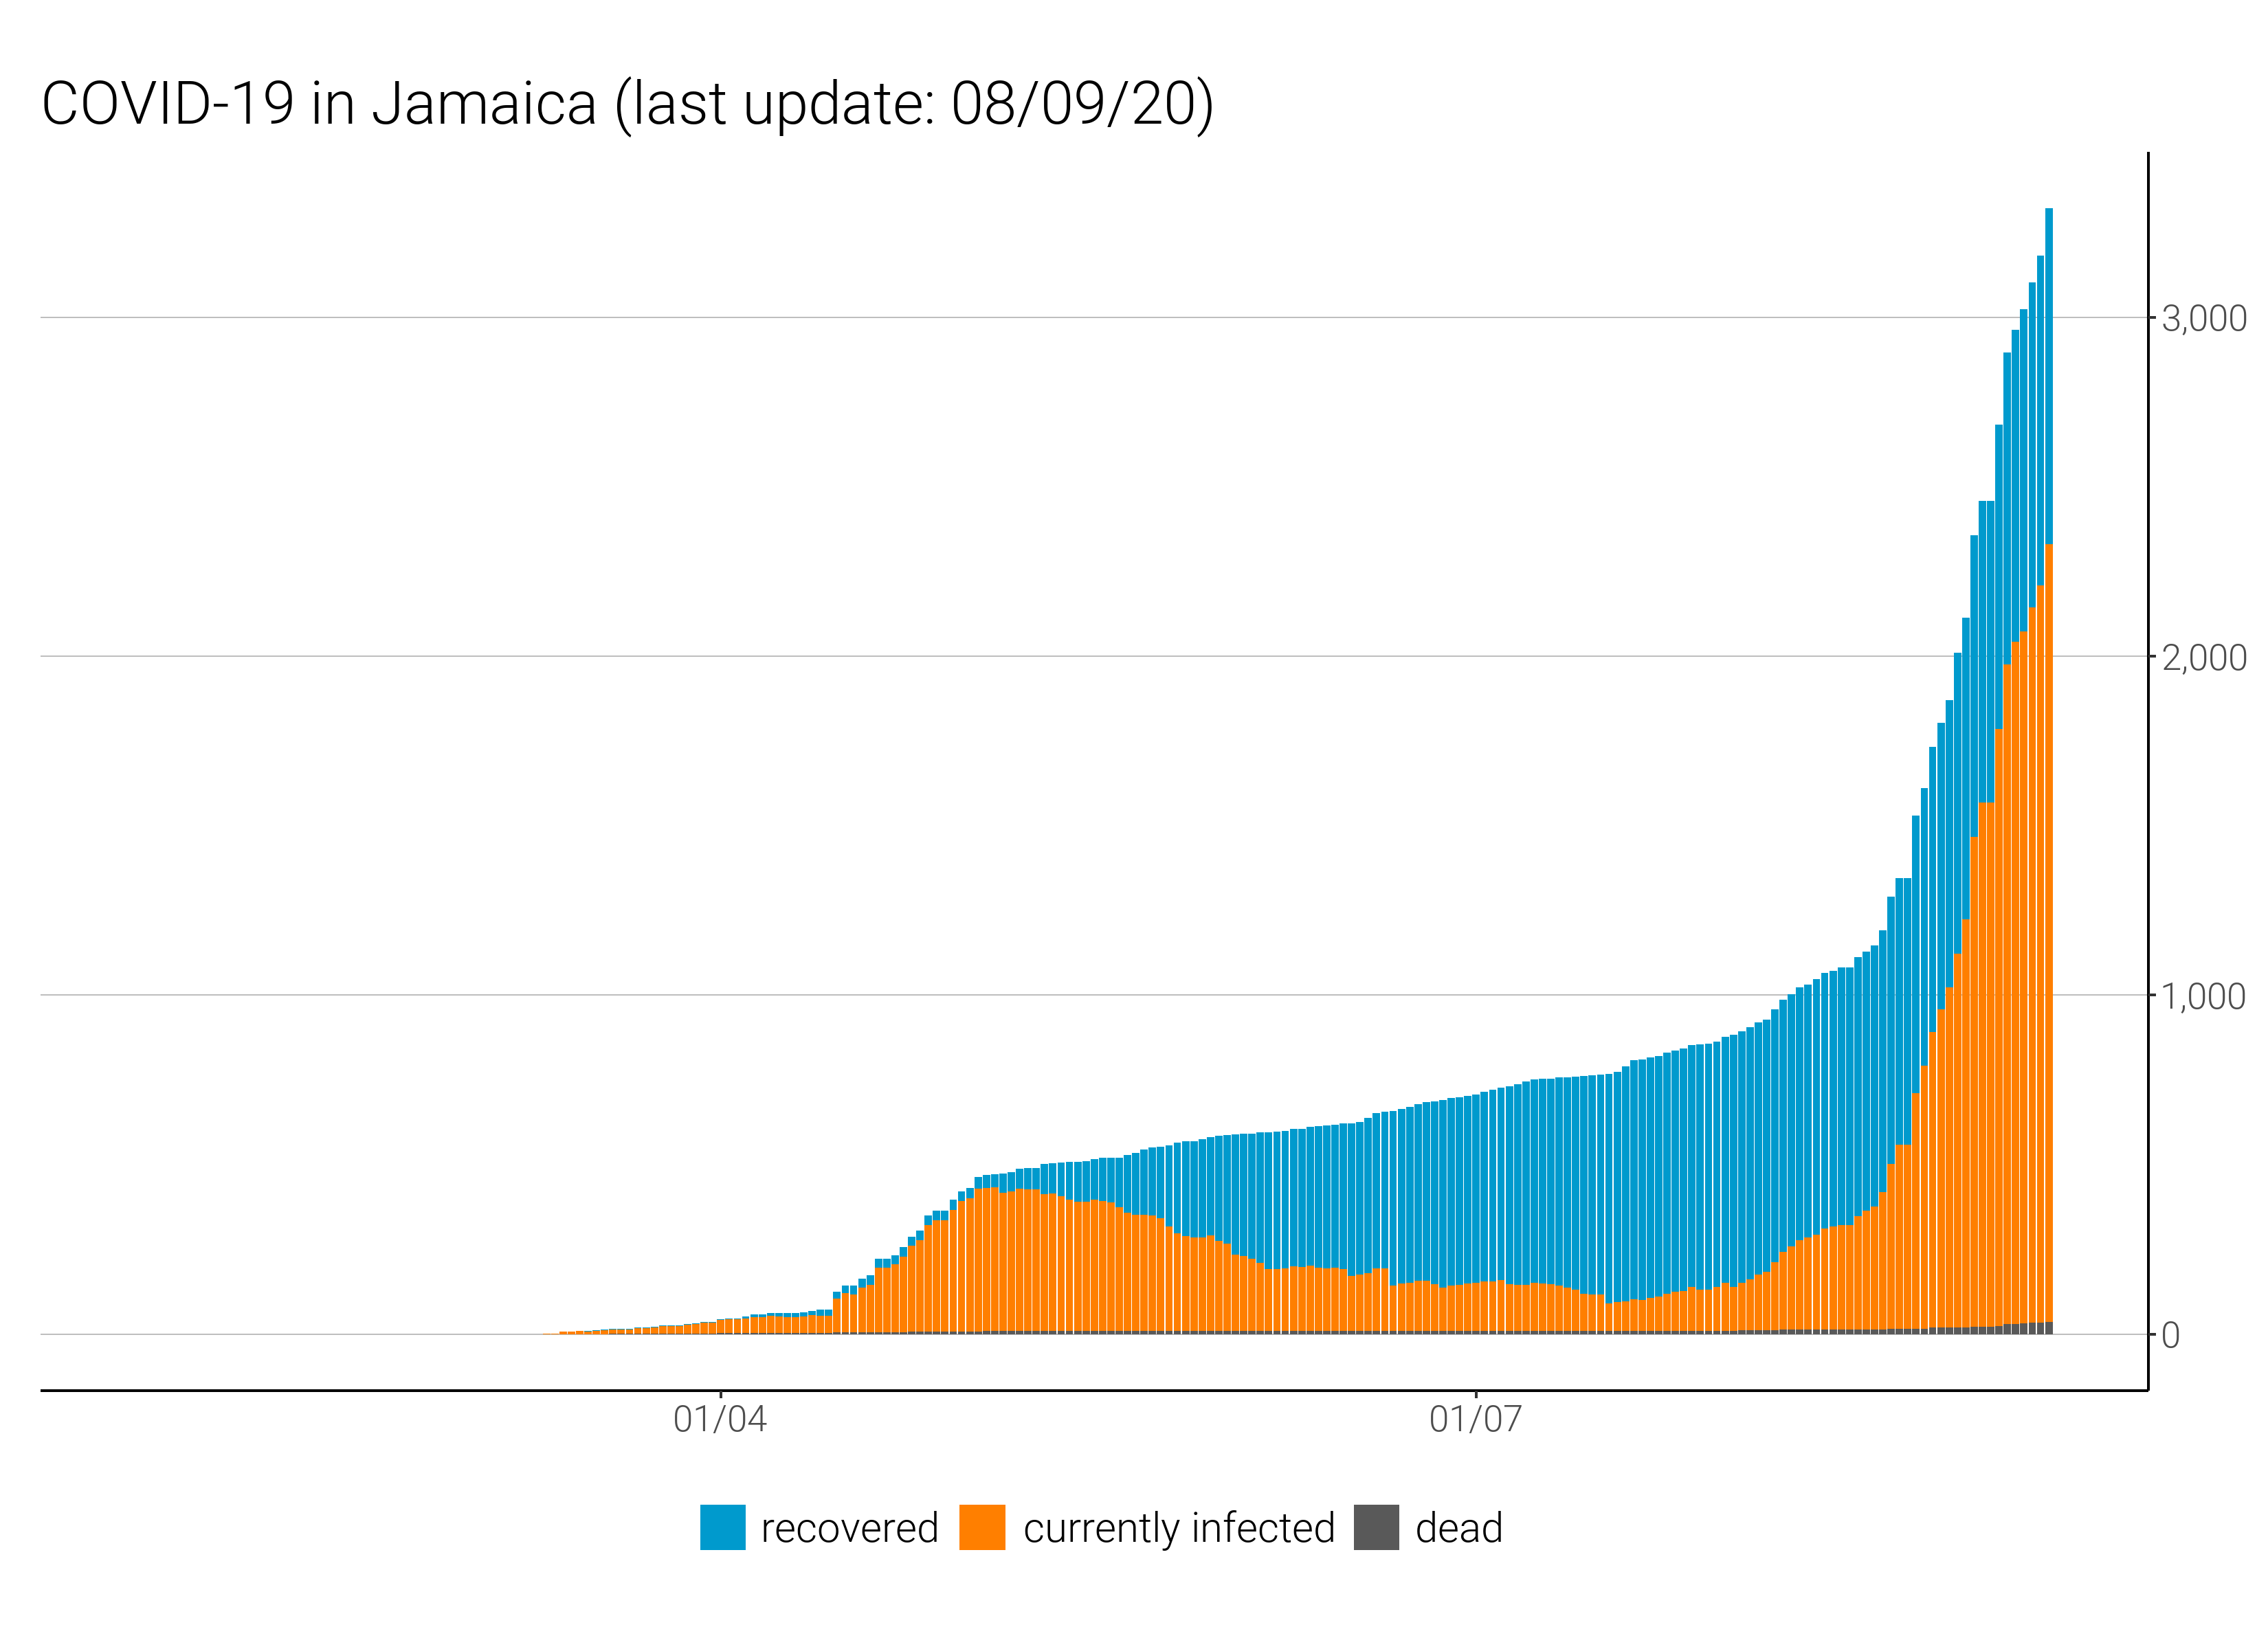 COVID-19 in Jamaica (last update: 08/09/20)
3,000
2,000
1,000
0
01/04 01/07
recovered currently infected dead